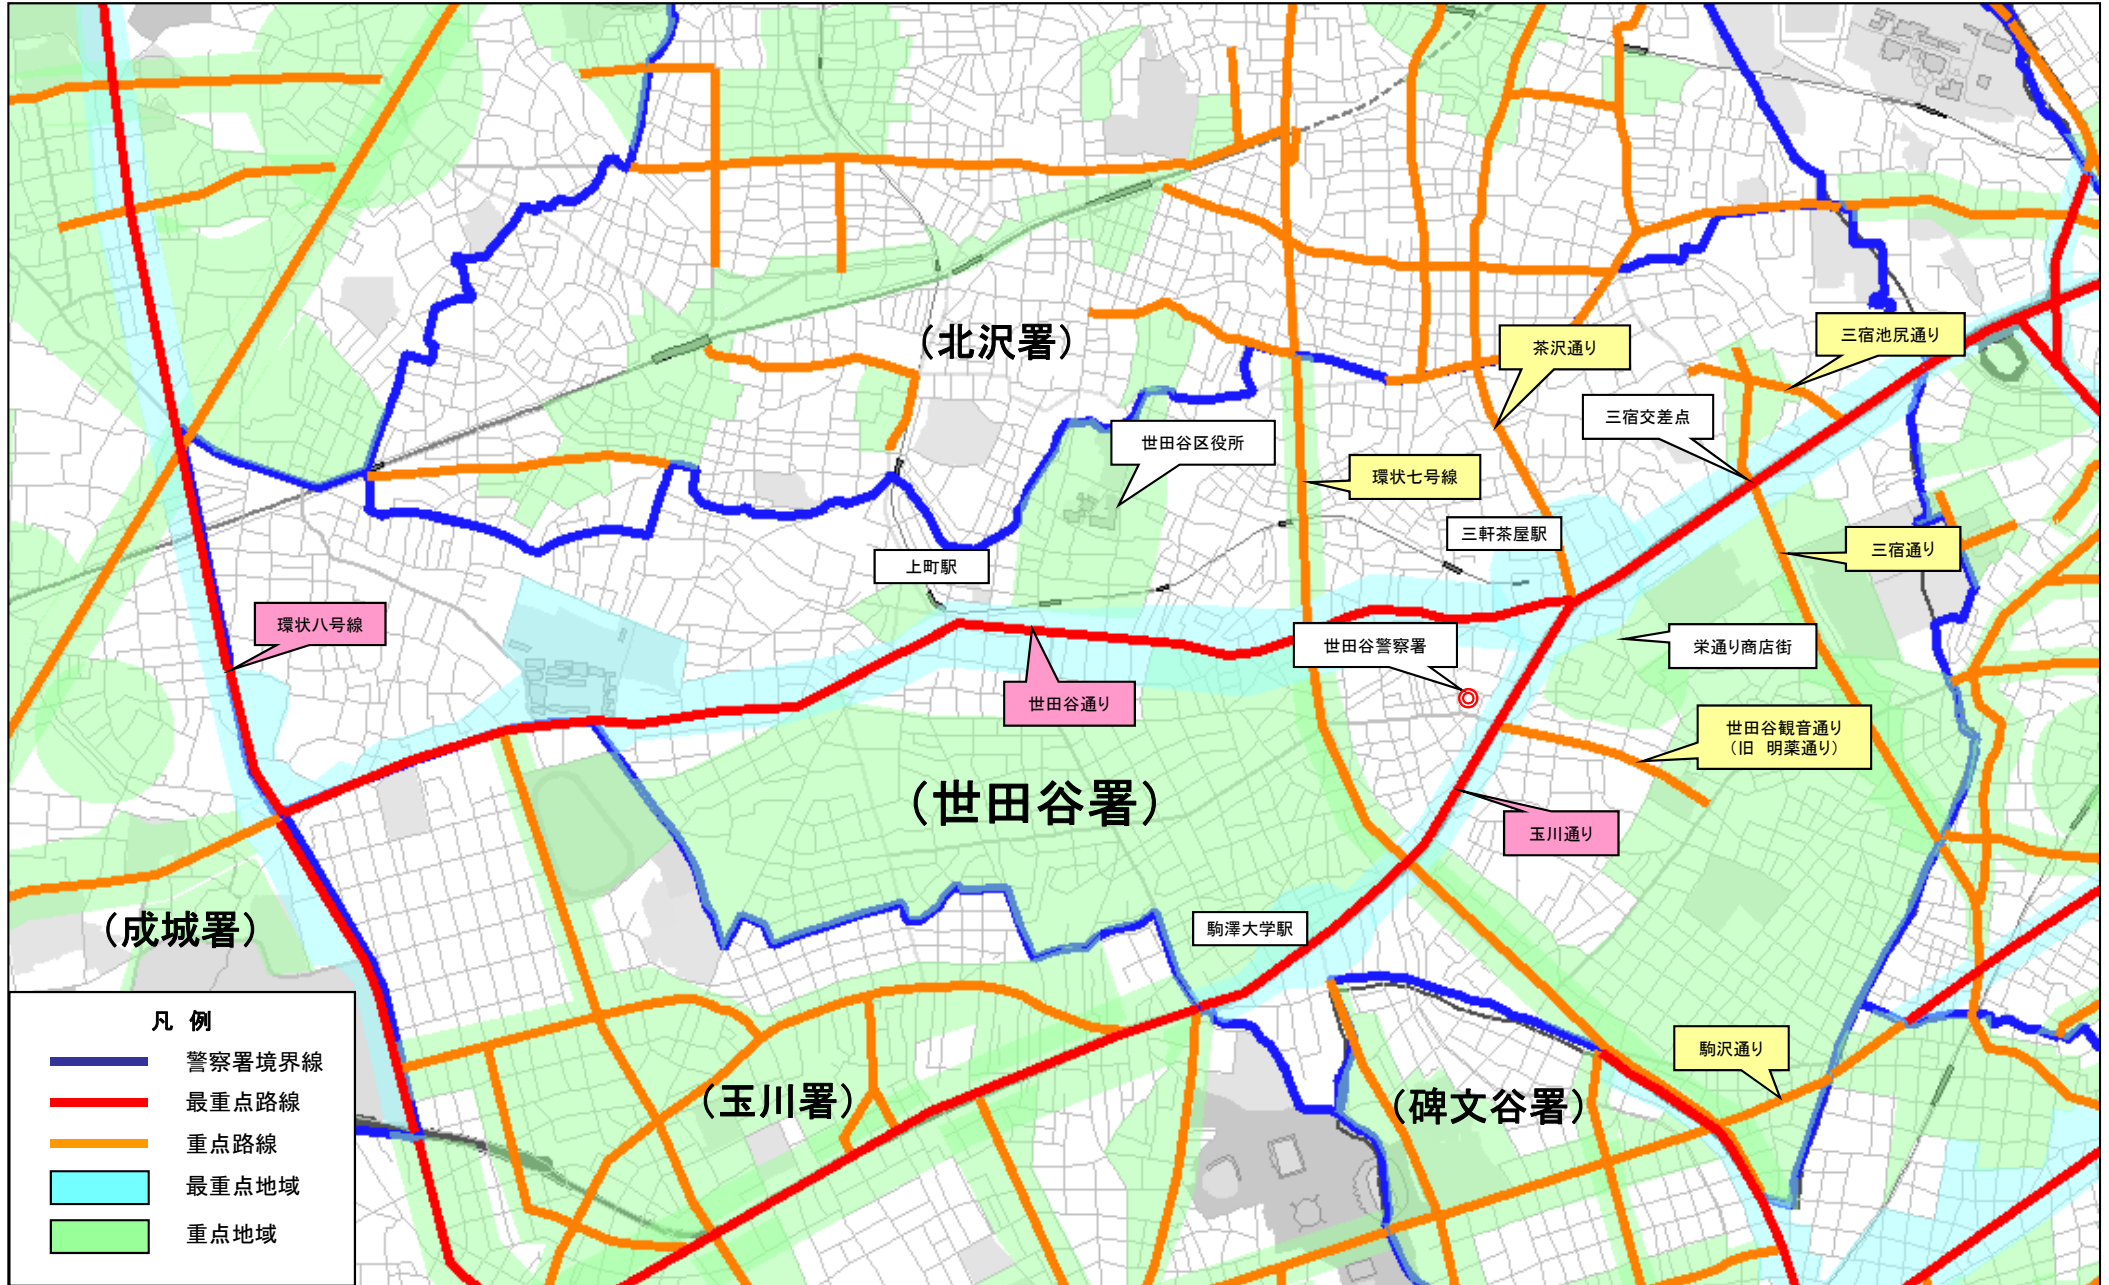 （北沢署）
茶沢通り
三宿池尻通り
三宿交差点
世田谷区役所
環状七号線
三軒茶屋駅
三宿通り
上町駅
環状八号線
世田谷警察署
栄通り商店街
世田谷通り
世田谷観音通り
（旧　明薬通り）
（世田谷署）
玉川通り
（成城署）
駒澤大学駅
駒沢通り
（玉川署）
（碑文谷署）
凡 例
警察署境界線
最重点路線
重点路線
最重点地域
重点地域